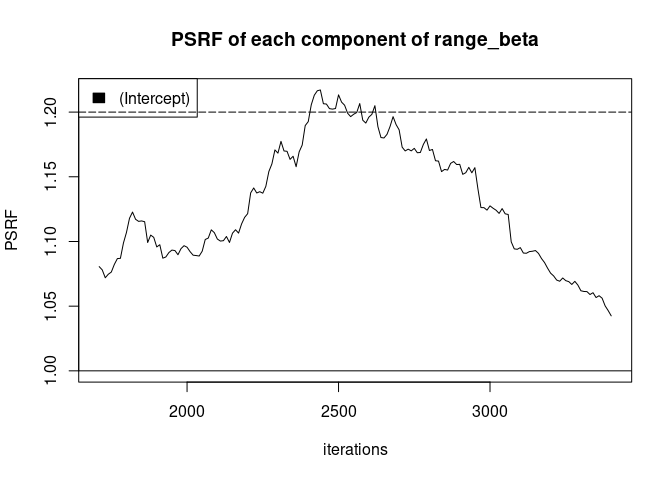 PSRF of each component of range_beta
(Intercept)
PSRF
1.20
1.15
1.10
1.05
1.00
2000 2500 3000
iterations